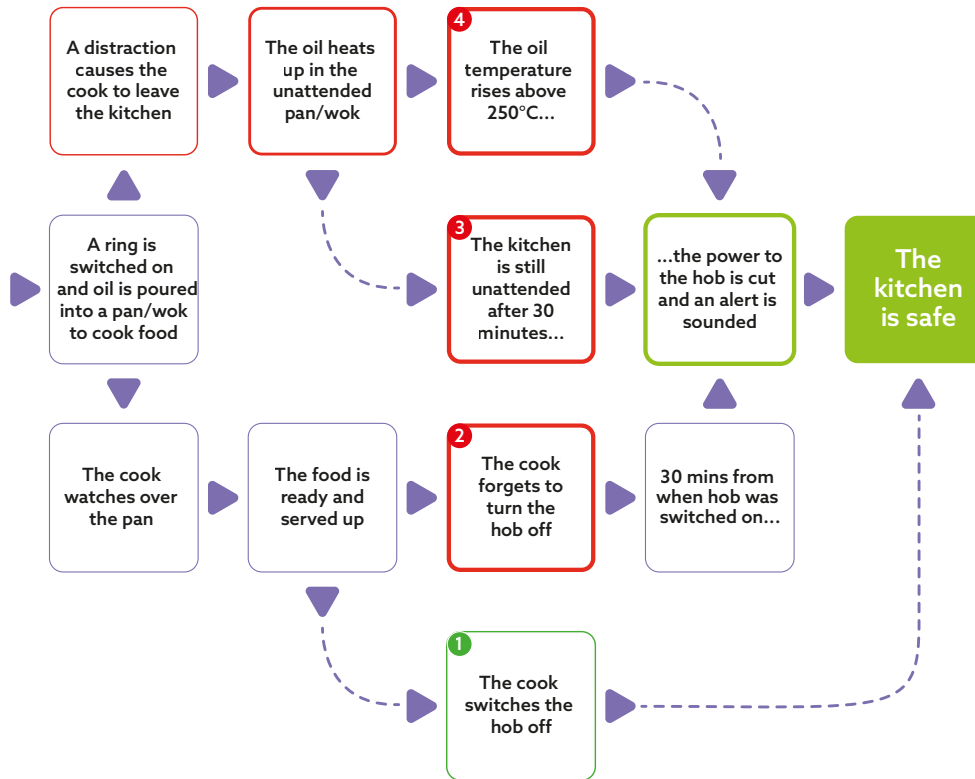 A distraction
causes the
cook to leave
the kitchen
The oil heats
up in the
unattended
pan/wok
4
The oil
temperature
rises above
250°C...
A ring is
switched on
and oil is poured
into a pan/wok
to cook food
3
The kitchen
is still
unattended
after 30
minutes...
...the power to
the hob is cut
and an alert is
sounded
The
kitchen
is safe
The cook
watches over
the pan
The food is
ready and
served up
2
The cook
forgets to
turn the
hob off
30 mins from
when hob was
switched on...
1
The cook
switches the
hob off